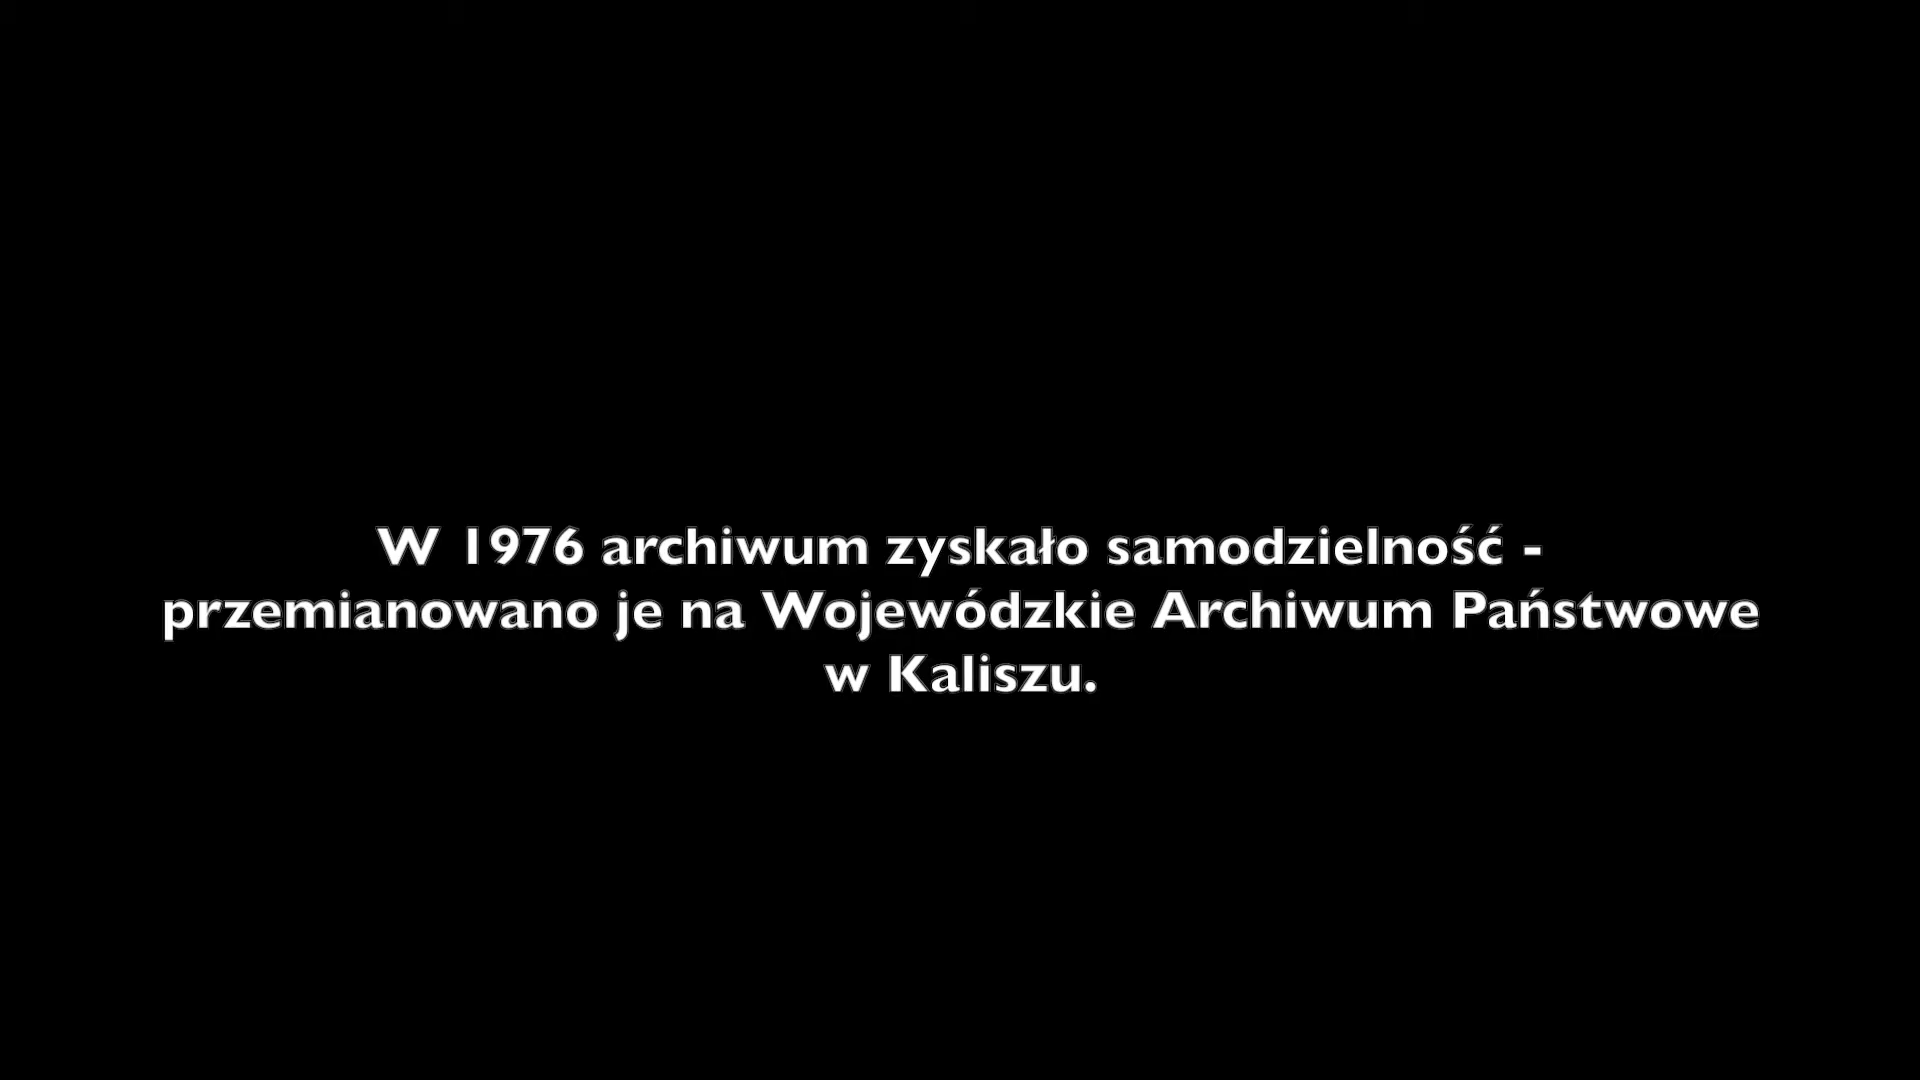 W 1976 archiwum zyskało samodzielność -
przemianowano je na Wojewódzkie Archiwum Państwowe
w Kaliszu.